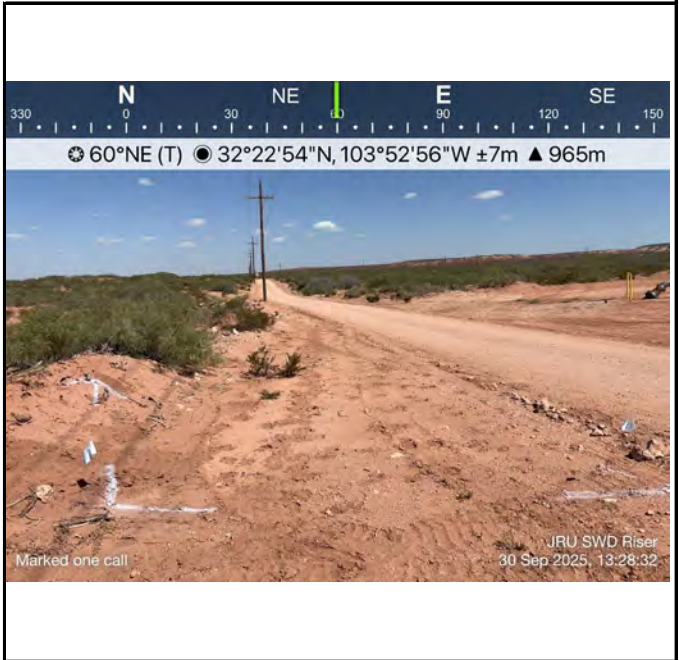 N NE E SE
330 0 30 60 90 120 150
60°NE (T) 32°22'54"N, 103°52'56"W ±7m ▲ 965m
JRU SWD Riser
Marked one call 30 Sep 2025, 13:28:32